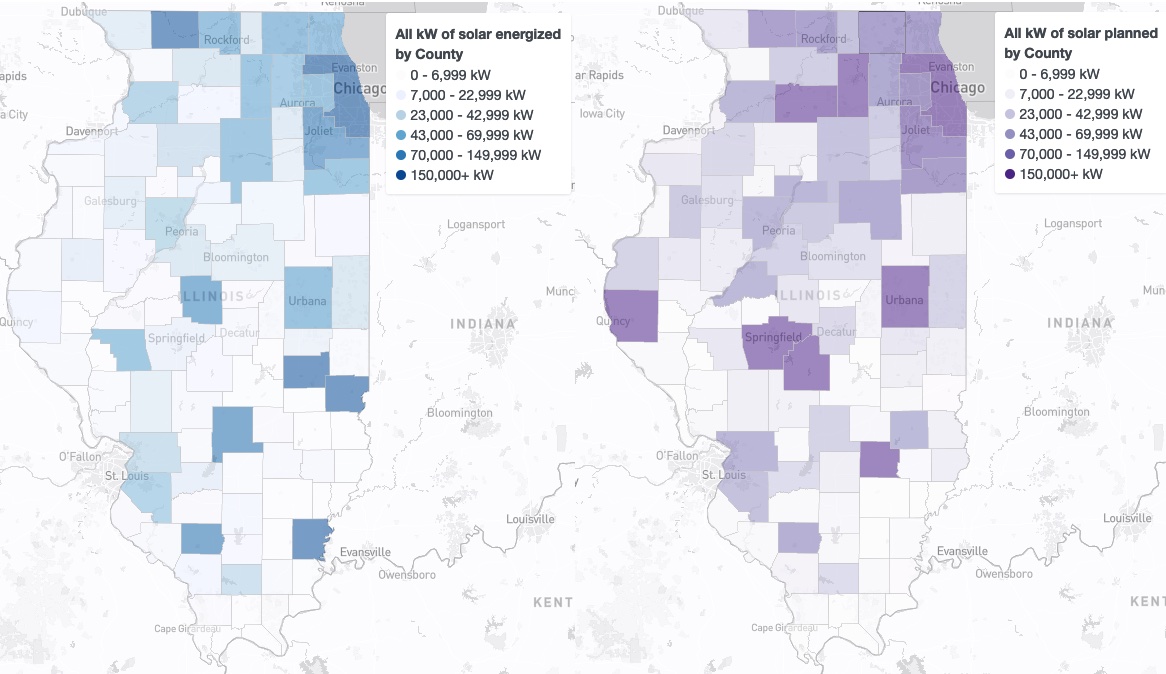 Dubuque
Kenosha
Rockford
apids
a City
Evanston
Chicago
Aurora
Davenport
Joliet
Galesburg
Peoria
Bloomington
Logansport
ILLINOIS
Urbana
Munc
Quincy
Springfield
Decatur
INDIANA
Bloomington
O'Fallon
St. Louis
Louisville
Evansville
Owensboro
KENT
Cape Girardeau
All kW of solar energized
by County
0 - 6,999 kW
7,000 - 22,999 kW
23,000 - 42,999 kW
43,000 - 69,999 kW
70,000 - 149,999 kW
150,000+ kW
Dubuque
Kenosha
Rockford
ar Rapids
Iowa City
Evanston
Chicago
Aurora
Davenport
Joliet
Galesburg
Peoria
Bloomington
Logansport
ILLINOIS
Urbana
Mun
Quincy
Springfield
Decatur
INDIANA
Bloomington
O'Fallon
St. Louis
Louisville
Evansville
Owensboro
KENT
Cape Girardeau
All kW of solar planned
by County
0 - 6,999 kW
7,000 - 22,999 kW
23,000 - 42,999 kW
43,000 - 69,999 kW
70,000 - 149,999 kW
150,000+ kW